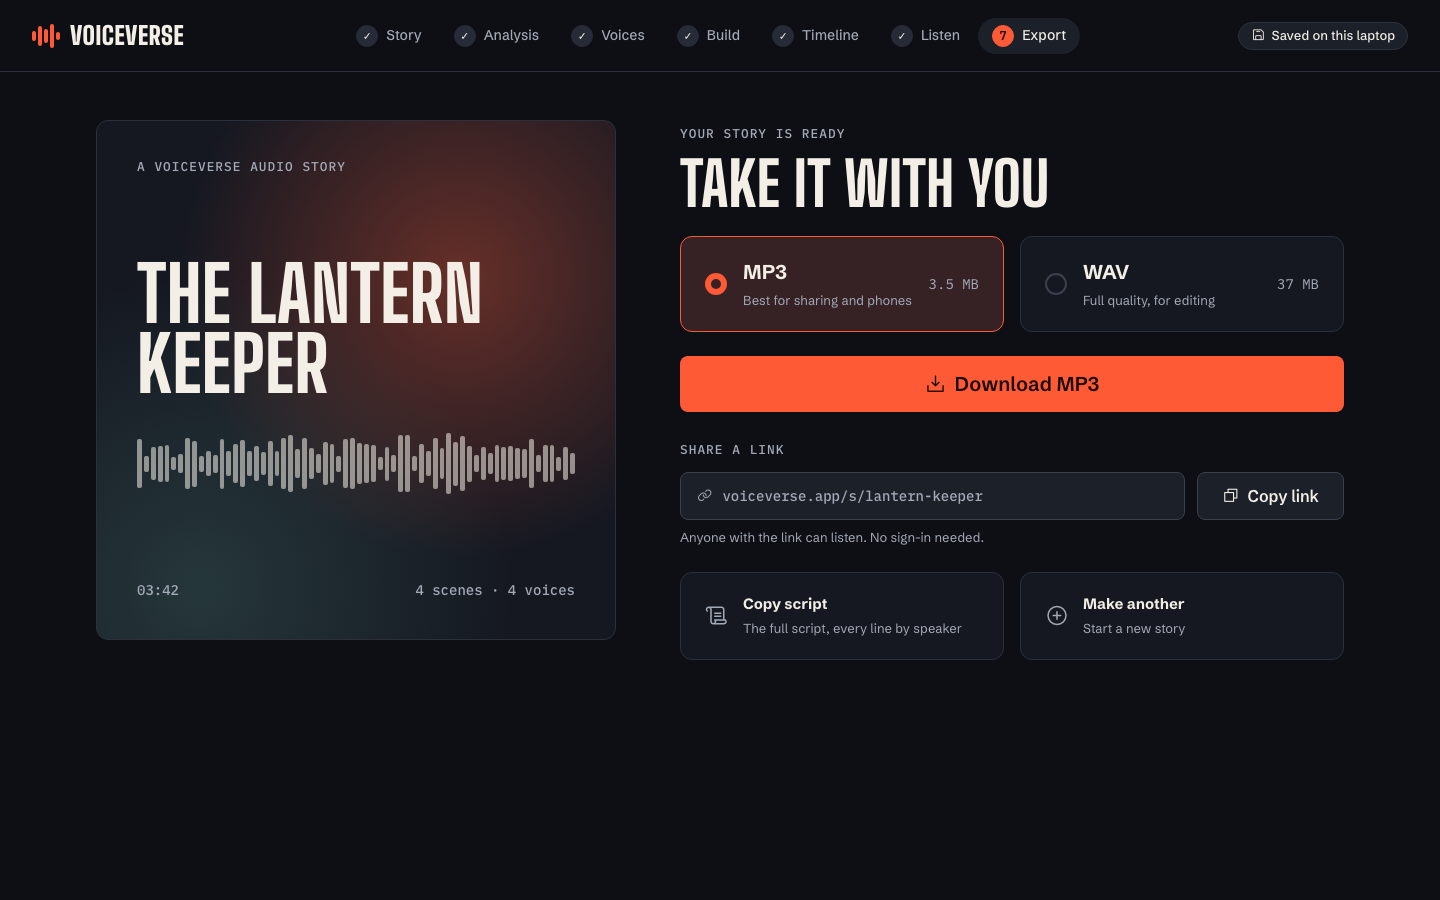 VOICEVERSE
✓ Story
✓ Analysis
✓ Voices
✓ Build
✓ Timeline
✓ Listen
7 Export
Saved on this laptop
A VOICEVERSE AUDIO STORY
THE LANTERN
KEEPER
03:42
4 scenes · 4 voices
YOUR STORY IS READY
TAKE IT WITH YOU
MP3
Best for sharing and phones
3.5 MB
WAV
Full quality, for editing
37 MB
Download MP3
SHARE A LINK
voiceverse.app/s/lantern-keeper
Copy link
Anyone with the link can listen. No sign-in needed.
Copy script
The full script, every line by speaker
Make another
Start a new story